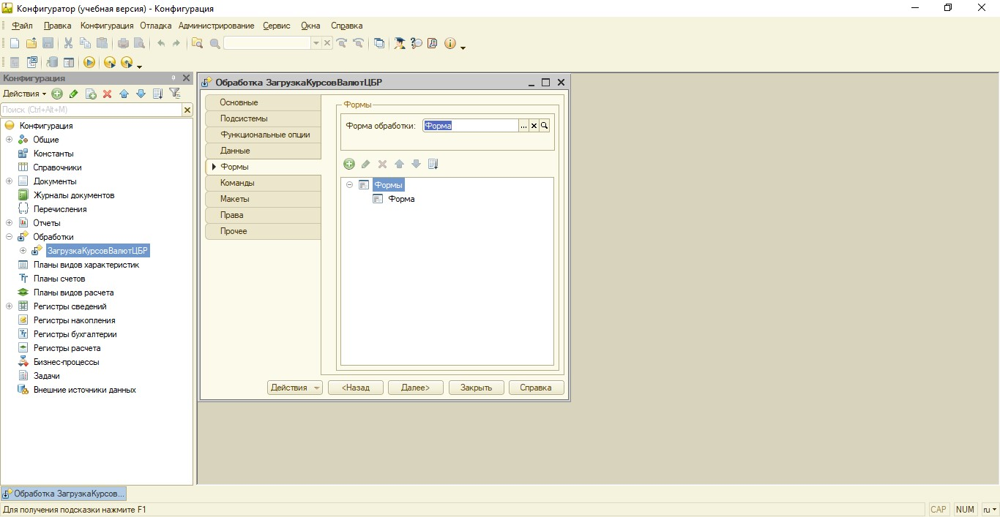 Конфигуратор (учебная версия) - Конфигурация
Файл Правка Конфигурация Отладка Администрирование Сервис Окна Справка
Конфигурация
Действия
Поиск (Ctrl+Alt+M)
Конфигурация
Общие
Константы
Справочники
Документы
Журналы документов
Перечисления
Отчеты
Обработки
ЗагрузкаКурсовВалютЦБР
Планы видов характеристик
Планы счетов
Планы видов расчета
Регистры сведений
Регистры накопления
Регистры бухгалтерии
Регистры расчета
Бизнес-процессы
Задачи
Внешние источники данных
Обработка ЗагрузкаКурсовВалютЦБР
Основные
Подсистемы
Функциональные опции
Данные
Формы
Команды
Макеты
Права
Прочее
Формы
Форма обработки: Форма ...
Формы
Форма
Действия <Назад Далее> Закрыть Справка
Обработка ЗагрузкаКурсов...
Для получения подсказки нажмите F1
CAP NUM ru